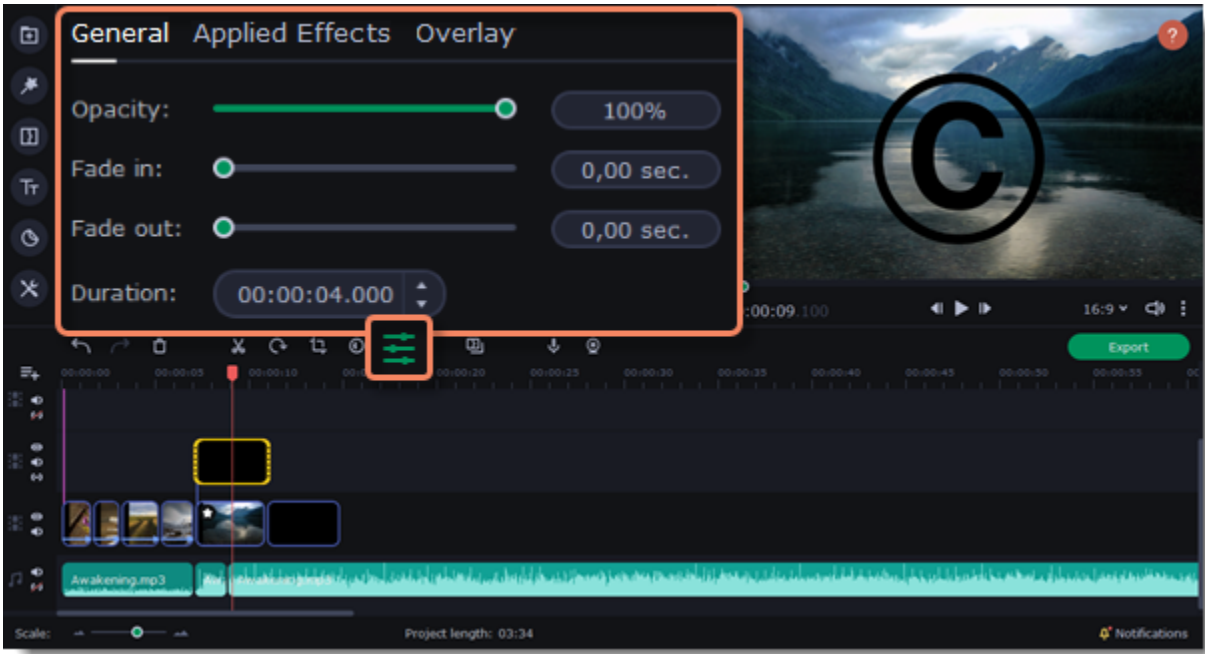 General Applied Effects Overlay
Opacity: 100%
Fade in: 0,00 sec.
Fade out: 0,00 sec.
Duration: 00:00:04.000
?
©
Tт
:00:09.100
16:9
Export
00:00:00 00:00:05 00:00:10 00:00:20 00:00:25 00:00:30 00:00:35 00:00:40 00:00:45 00:00:50 00:00:55
Awakening.mp3
Scale:
Project length: 03:34
Notifications